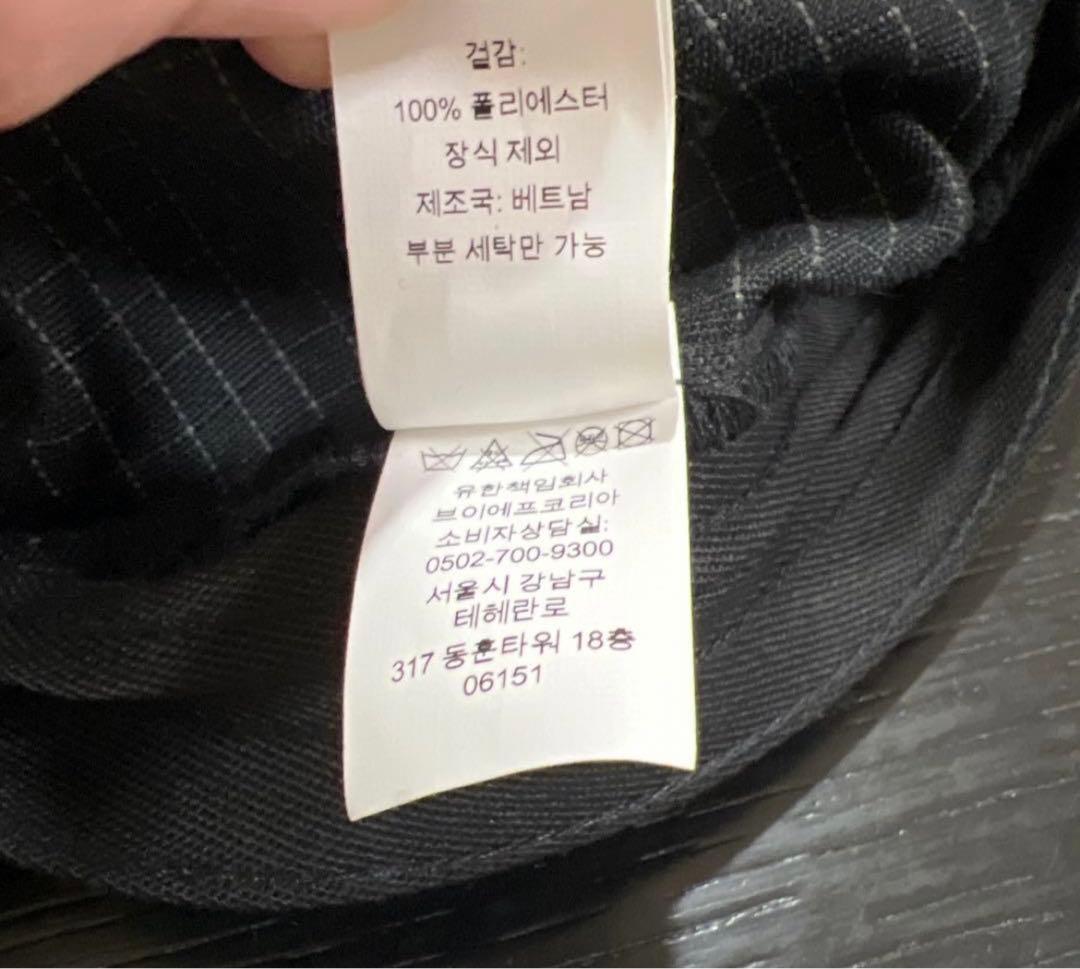 걸감:
100% 폴리에스터
장식 제외
제조국: 베트남
부분 세탁만 가능
유한책임회사
브이에프코리아
소비자상담실:
0502-700-9300
서울시 강남구
테헤란로
317 동훈타워 18층
06151